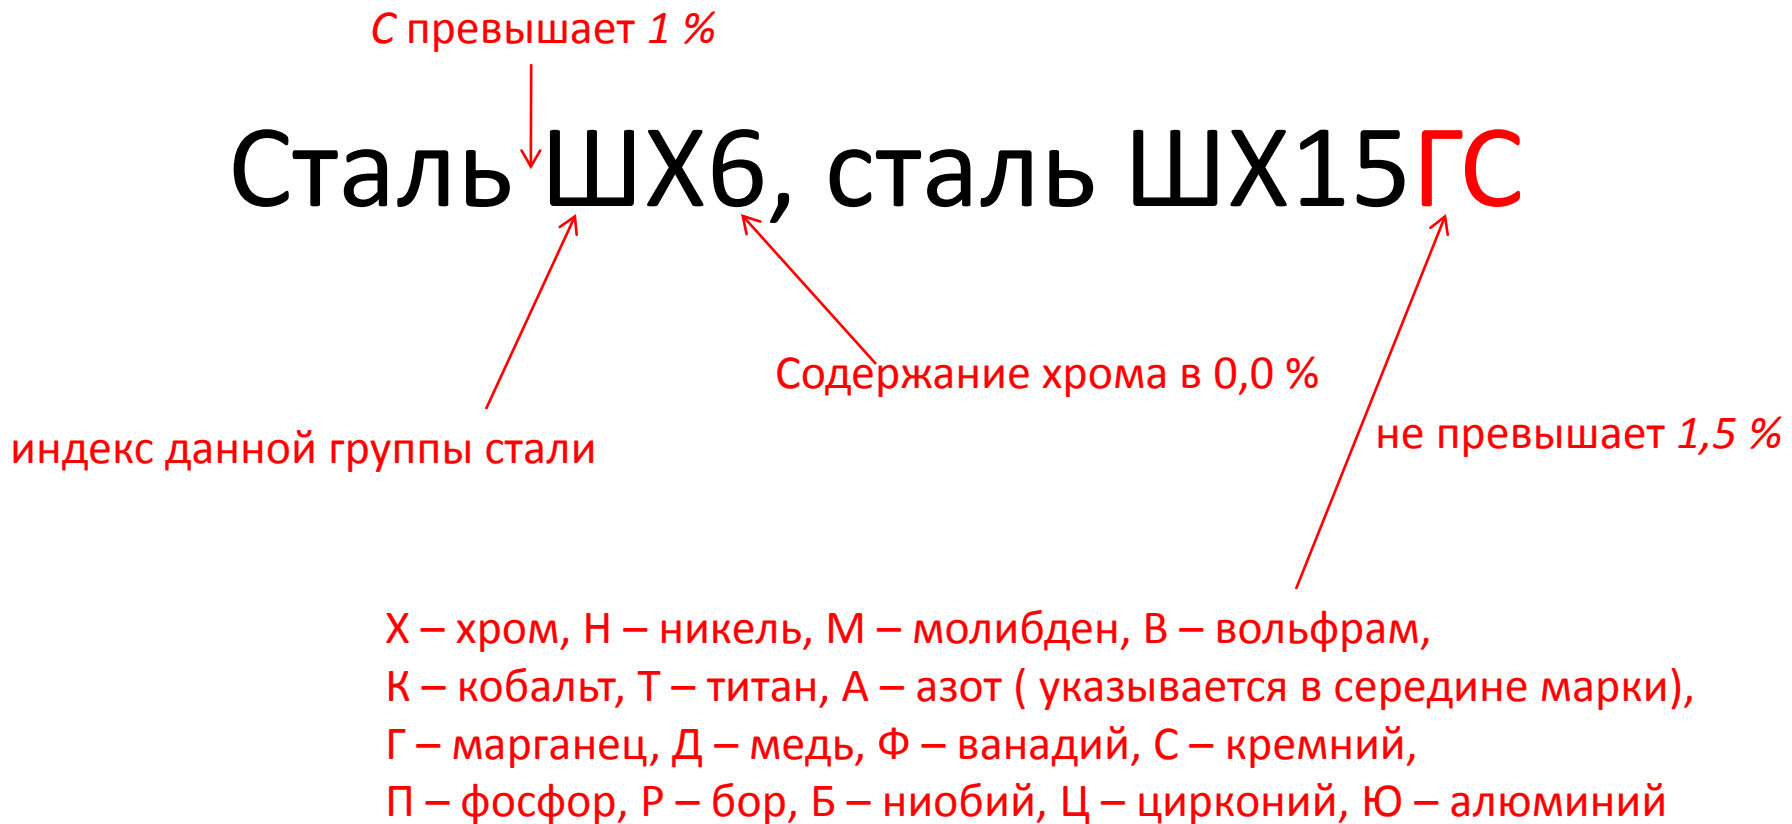 С превышает 1 %
Сталь ШХ6, сталь ШХ15ГС
Содержание хрома в 0,0 %
индекс данной группы стали
не превышает 1,5 %
Х – хром, Н – никель, М – молибден, В – вольфрам,
К – кобальт, Т – титан, А – азот ( указывается в середине марки),
Г – марганец, Д – медь, Ф – ванадий, С – кремний,
П – фосфор, Р – бор, Б – ниобий, Ц – цирконий, Ю – алюминий